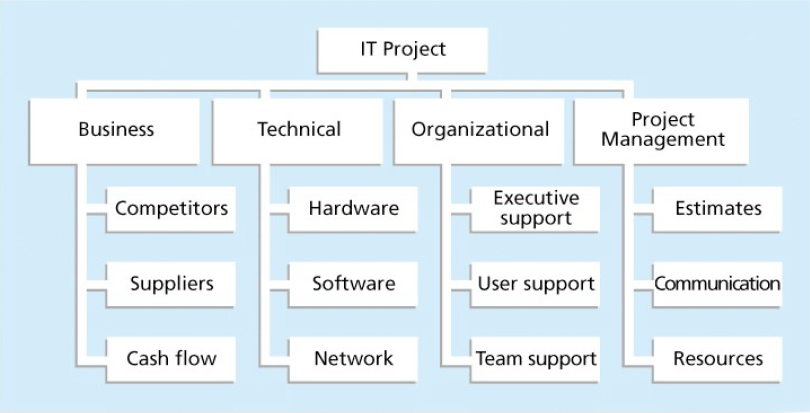 IT Project
Business
Technical
Organizational
Project
Management
Competitors
Hardware
Executive
support
Estimates
Suppliers
Software
User support
Communication
Cash flow
Network
Team support
Resources